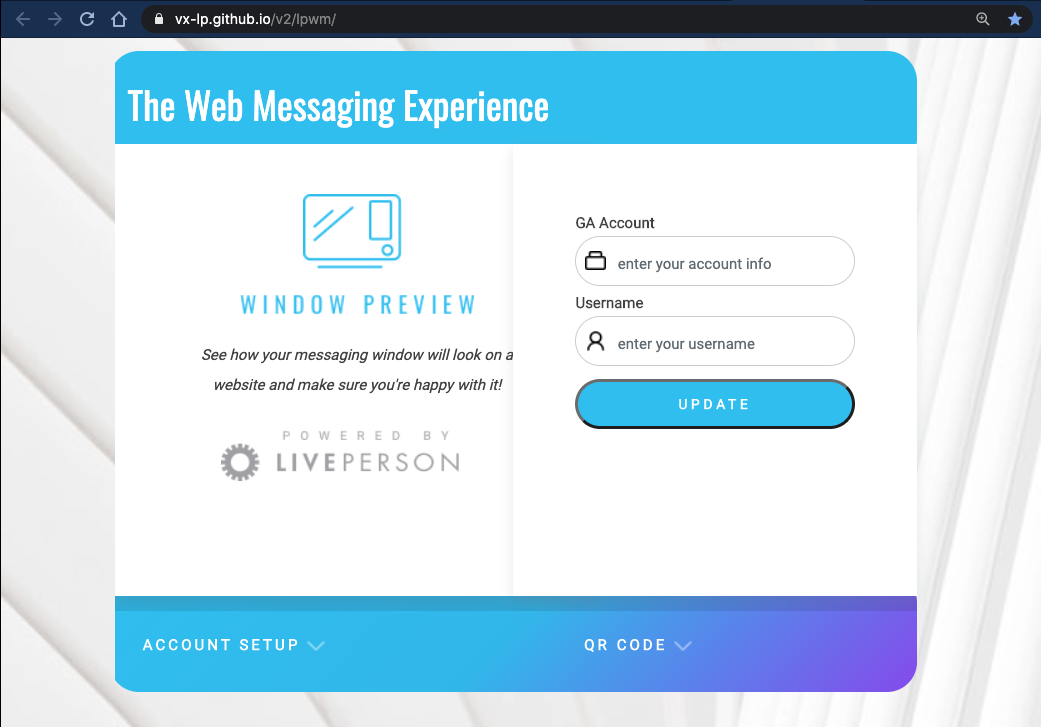 vx-lp.github.io/v2/lpwm/
The Web Messaging Experience
WINDOW PREVIEW
See how your messaging window will look on a
website and make sure you're happy with it!
POWERED BY
LIVEPERSON
GA Account
enter your account info
Username
enter your username
UPDATE
ACCOUNT SETUP
QR CODE